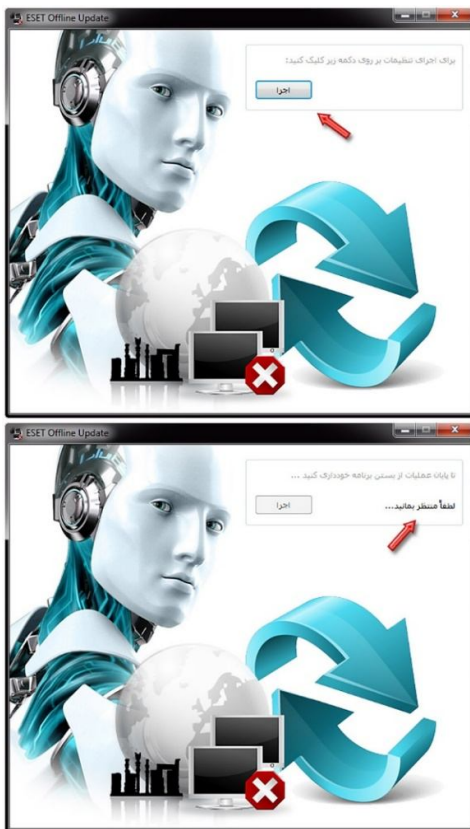 ESET Offline Update
برای اجرای تنظیمات بر روی دکمه زیر کلیک کنید:
اجرا
ESET Offline Update
تا پایان عملیات از بستن برنامه خودداری کنید ...
لطفاً منتظر بمانید...
اجرا